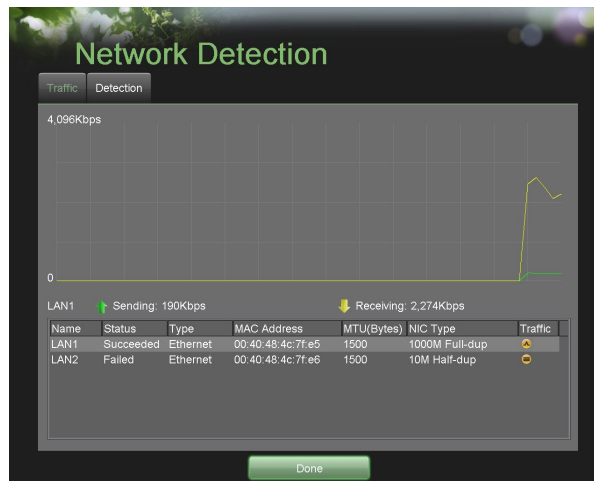 Network Detection
Traffic Detection
4,096Kbps
0
LAN1 Sending: 190Kbps Receiving: 2,274Kbps
Name Status Type MAC Address MTU(Bytes) NIC Type Traffic
LAN1 Succeeded Ethernet 00:40:48:4c:7f:e5 1500 1000M Full-dup
LAN2 Failed Ethernet 00:40:48:4c:7f:e6 1500 10M Half-dup
Done